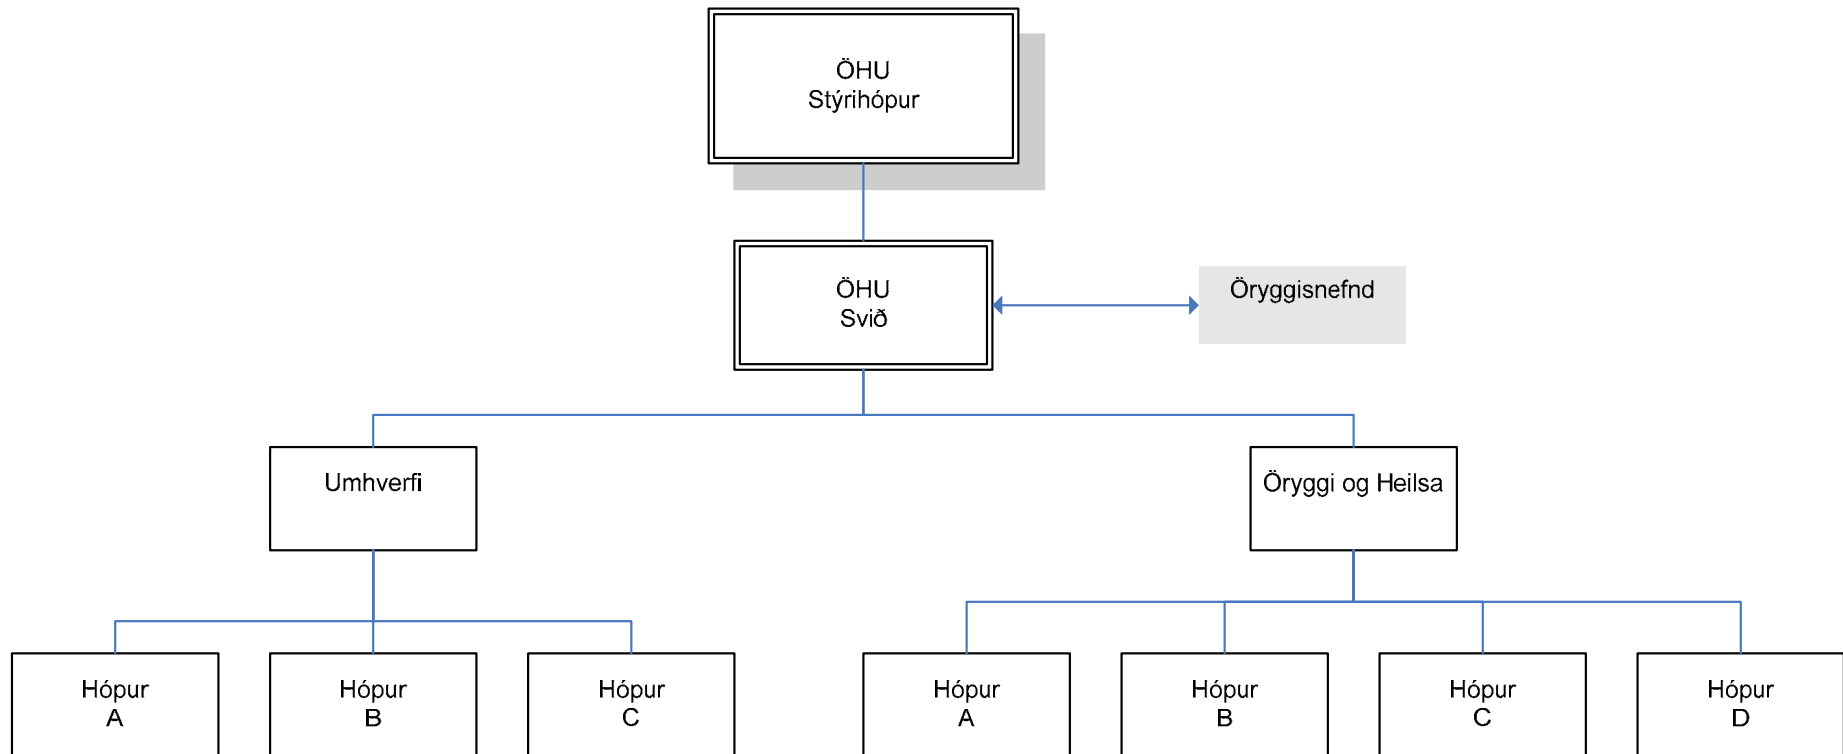 ÖHU
Stýrihópur
ÖHU
Svið
Öryggisnefnd
Umhverfi
Öryggi og Heilsa
Hópur
A
Hópur
B
Hópur
C
Hópur
A
Hópur
B
Hópur
C
Hópur
D